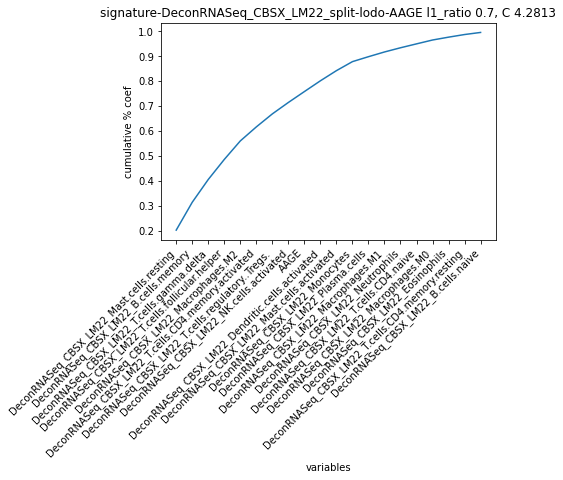 signature-DeconRNASeq_CBSX_LM22_split-lodo-AAGE l1_ratio 0.7, C 4.2813
cumulative % coef
1.0
0.9
0.8
0.7
0.6
0.5
0.4
0.3
0.2
DeconRNASeq_CBSX_LM22_Mast.cells.resting
DeconRNASeq_CBSX_LM22_B.cells.memory
DeconRNASeq_CBSX_LM22_T.cells.gamma.delta
DeconRNASeq_CBSX_LM22_T.cells.follicular.helper
DeconRNASeq_CBSX_LM22_Macrophages.M2
DeconRNASeq_CBSX_LM22_T.cells.CD4.memory.activated
DeconRNASeq_CBSX_LM22_T.cells.regulatory..Tregs.
DeconRNASeq_CBSX_LM22_NK.cells.activated
AAGE
DeconRNASeq_CBSX_LM22_Dendritic.cells.activated
DeconRNASeq_CBSX_LM22_Mast.cells.activated
DeconRNASeq_CBSX_LM22_Monocytes
DeconRNASeq_CBSX_LM22_Plasma.cells
DeconRNASeq_CBSX_LM22_Macrophages.M1
DeconRNASeq_CBSX_LM22_Neutrophils
DeconRNASeq_CBSX_LM22_T.cells.CD4.naive
DeconRNASeq_CBSX_LM22_Macrophages.M0
DeconRNASeq_CBSX_LM22_Eosinophils
DeconRNASeq_CBSX_LM22_T.cells.CD4.memory.resting
DeconRNASeq_CBSX_LM22_B.cells.naive
variables